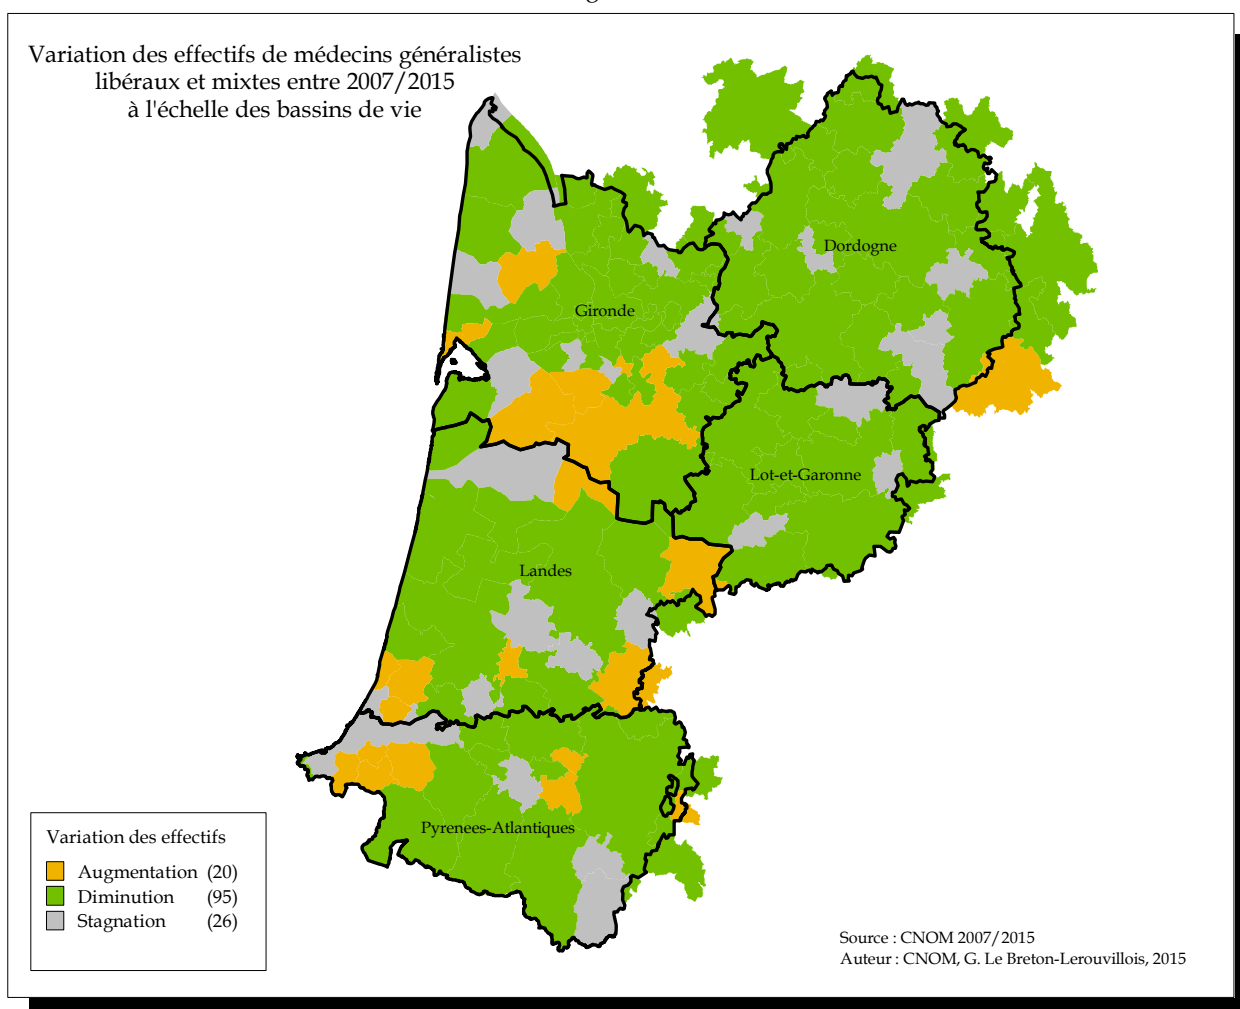 Variation des effectifs de médecins généralistes
libéraux et mixtes entre 2007/2015
à l'échelle des bassins de vie
Dordogne
Gironde
Lot-et-Garonne
Landes
Pyrenees-Atlantiques
Variation des effectifs
Augmentation (20)
Diminution (95)
Stagnation (26)
Source : CNOM 2007/2015
Auteur : CNOM, G. Le Breton-Lerouvillois, 2015